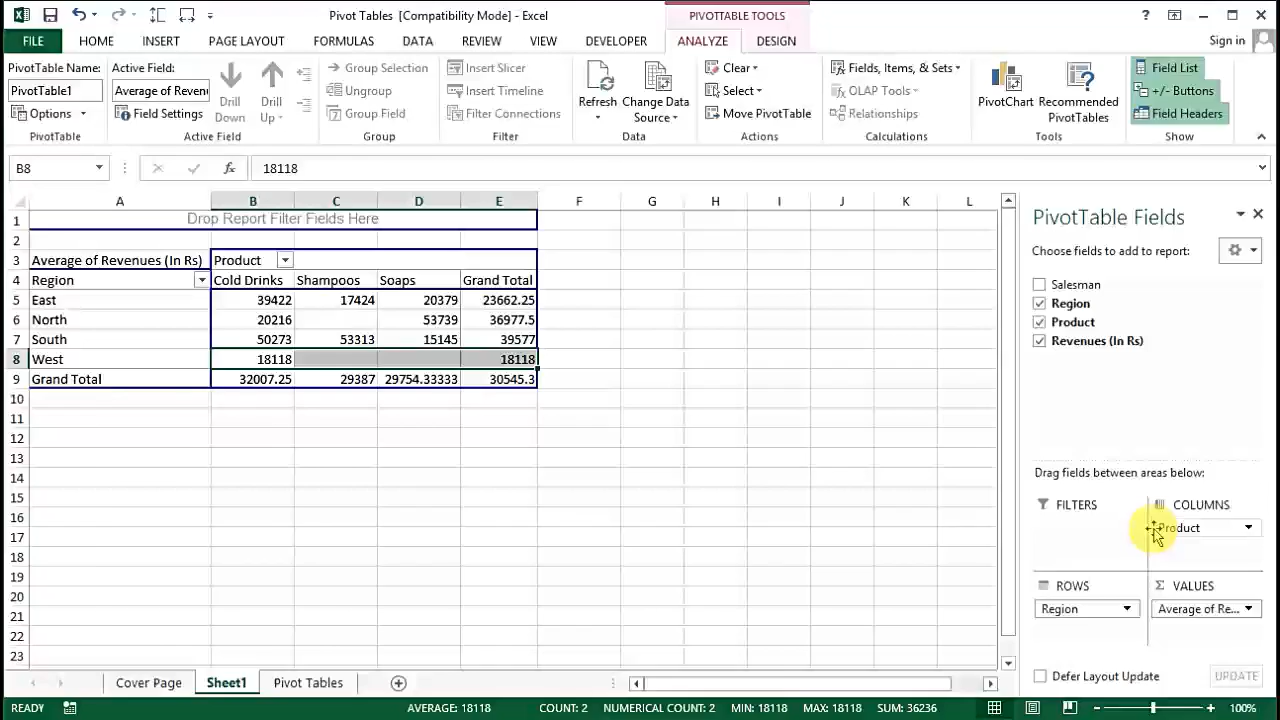 Pivot Tables [Compatibility Mode] - Excel
PIVOTTABLE TOOLS
FILE HOME INSERT PAGE LAYOUT FORMULAS DATA REVIEW VIEW DEVELOPER ANALYZE DESIGN Sign in
PivotTable Name: Active Field: Group Selection Insert Slicer Clear Fields, Items, & Sets Field List
PivotTable1 Average of Reven Drill Down Drill Up Ungroup Insert Timeline Refresh Change Data Source Select OLAP Tools PivotChart Recommended PivotTables +/- Buttons
Options Field Settings Group Field Filter Connections Move PivotTable Relationships Field Headers
PivotTable Active Field Group Filter Data Actions Calculations Tools Show
B8 fx 18118
A B C D E F G H I J K L
1 Drop Report Filter Fields Here
2
3 Average of Revenues (In Rs) Product
4 Region Cold Drinks Shampoos Soaps Grand Total
5 East 39422 17424 20379 23662.25
6 North 20216 53739 36977.5
7 South 50273 53313 15145 39577
8 West 18118 18118
9 Grand Total 32007.25 29387 29754.33333 30545.3
10
11
12
13
14
15
16
17
18
19
20
21
22
23
PivotTable Fields
Choose fields to add to report:
Salesman
Region
Product
Revenues (In Rs)
Drag fields between areas below:
FILTERS COLUMNS
Product
ROWS VALUES
Region Average of Re...
Defer Layout Update UPDATE
Cover Page Sheet1 Pivot Tables
READY AVERAGE: 18118 COUNT: 2 NUMERICAL COUNT: 2 MIN: 18118 MAX: 18118 SUM: 36236 100%